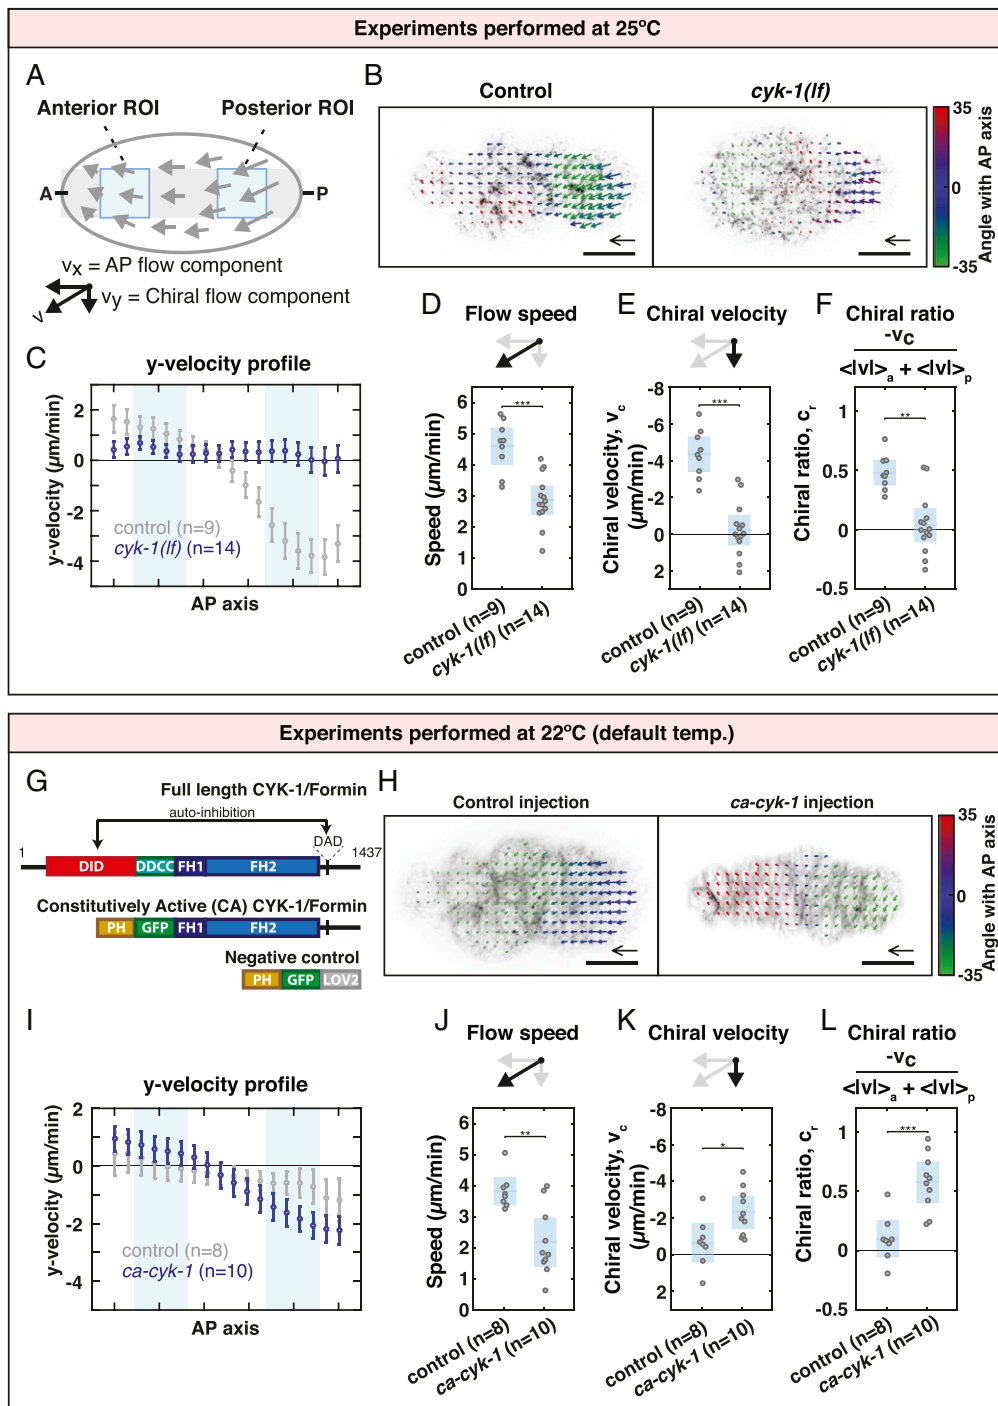 Experiments performed at 25ºC
A
Anterior ROI
Posterior ROI
A
P
vx = AP flow component
vy = Chiral flow component
v
B
Control
cyk-1(lf)
35
0
-35
Angle with AP axis
C
y-velocity profile
y-velocity (µm/min)
2
0
-2
-4
control (n=9)
cyk-1(lf) (n=14)
AP axis
D
Flow speed
***
Speed (µm/min)
6
5
4
3
2
1
0
control (n=9)
cyk-1(lf) (n=14)
E
Chiral velocity
***
Chiral velocity, vc
(µm/min)
-8
-6
-4
-2
0
2
control (n=9)
cyk-1(lf) (n=14)
F
Chiral ratio
-vc
<|v|>a + <|v|>p
**
Chiral ratio, cr
1
0.5
0
-0.5
control (n=9)
cyk-1(lf) (n=14)
Experiments performed at 22ºC (default temp.)
G
Full length CYK-1/Formin
auto-inhibition
DAD
1
1437
DID
DDCC
FH1
FH2
Constitutively Active (CA) CYK-1/Formin
PH
GFP
FH1
FH2
Negative control
PH
GFP
LOV2
H
Control injection
ca-cyk-1 injection
35
0
-35
Angle with AP axis
I
y-velocity profile
y-velocity (µm/min)
2
0
-2
-4
control (n=8)
ca-cyk-1 (n=10)
AP axis
J
Flow speed
**
Speed (µm/min)
6
5
4
3
2
1
0
control (n=8)
ca-cyk-1 (n=10)
K
Chiral velocity
*
Chiral velocity, vc
(µm/min)
-8
-6
-4
-2
0
2
control (n=8)
ca-cyk-1 (n=10)
L
Chiral ratio
-vc
<|v|>a + <|v|>p
***
Chiral ratio, cr
1
0.5
0
-0.5
control (n=8)
ca-cyk-1 (n=10)